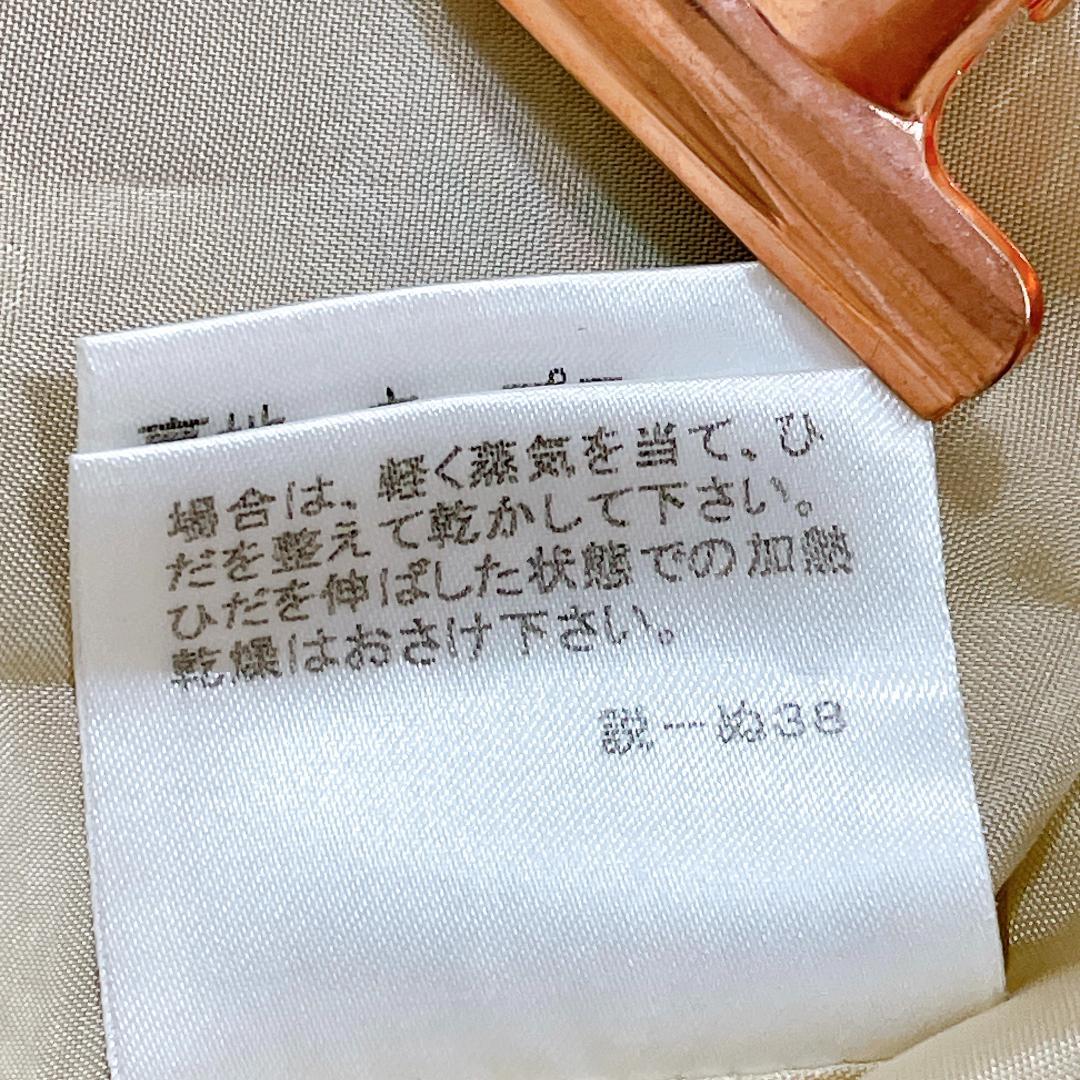 場合は、軽く蒸気を当て、ひ
だを整えて乾かして下さい。
ひだを伸ばした状態での加熱
乾燥はおさけ下さい。
説一ぬ38